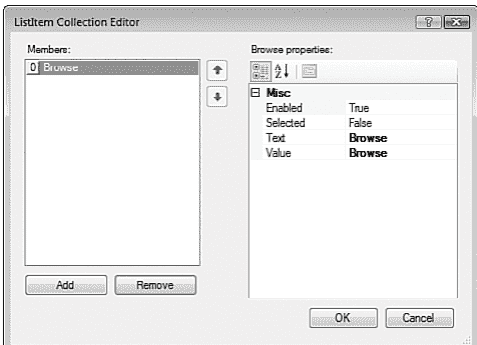 ListItem Collection Editor
Members:
0 Browse
Add
Remove
Browse properties:
Misc
Enabled True
Selected False
Text Browse
Value Browse
OK
Cancel